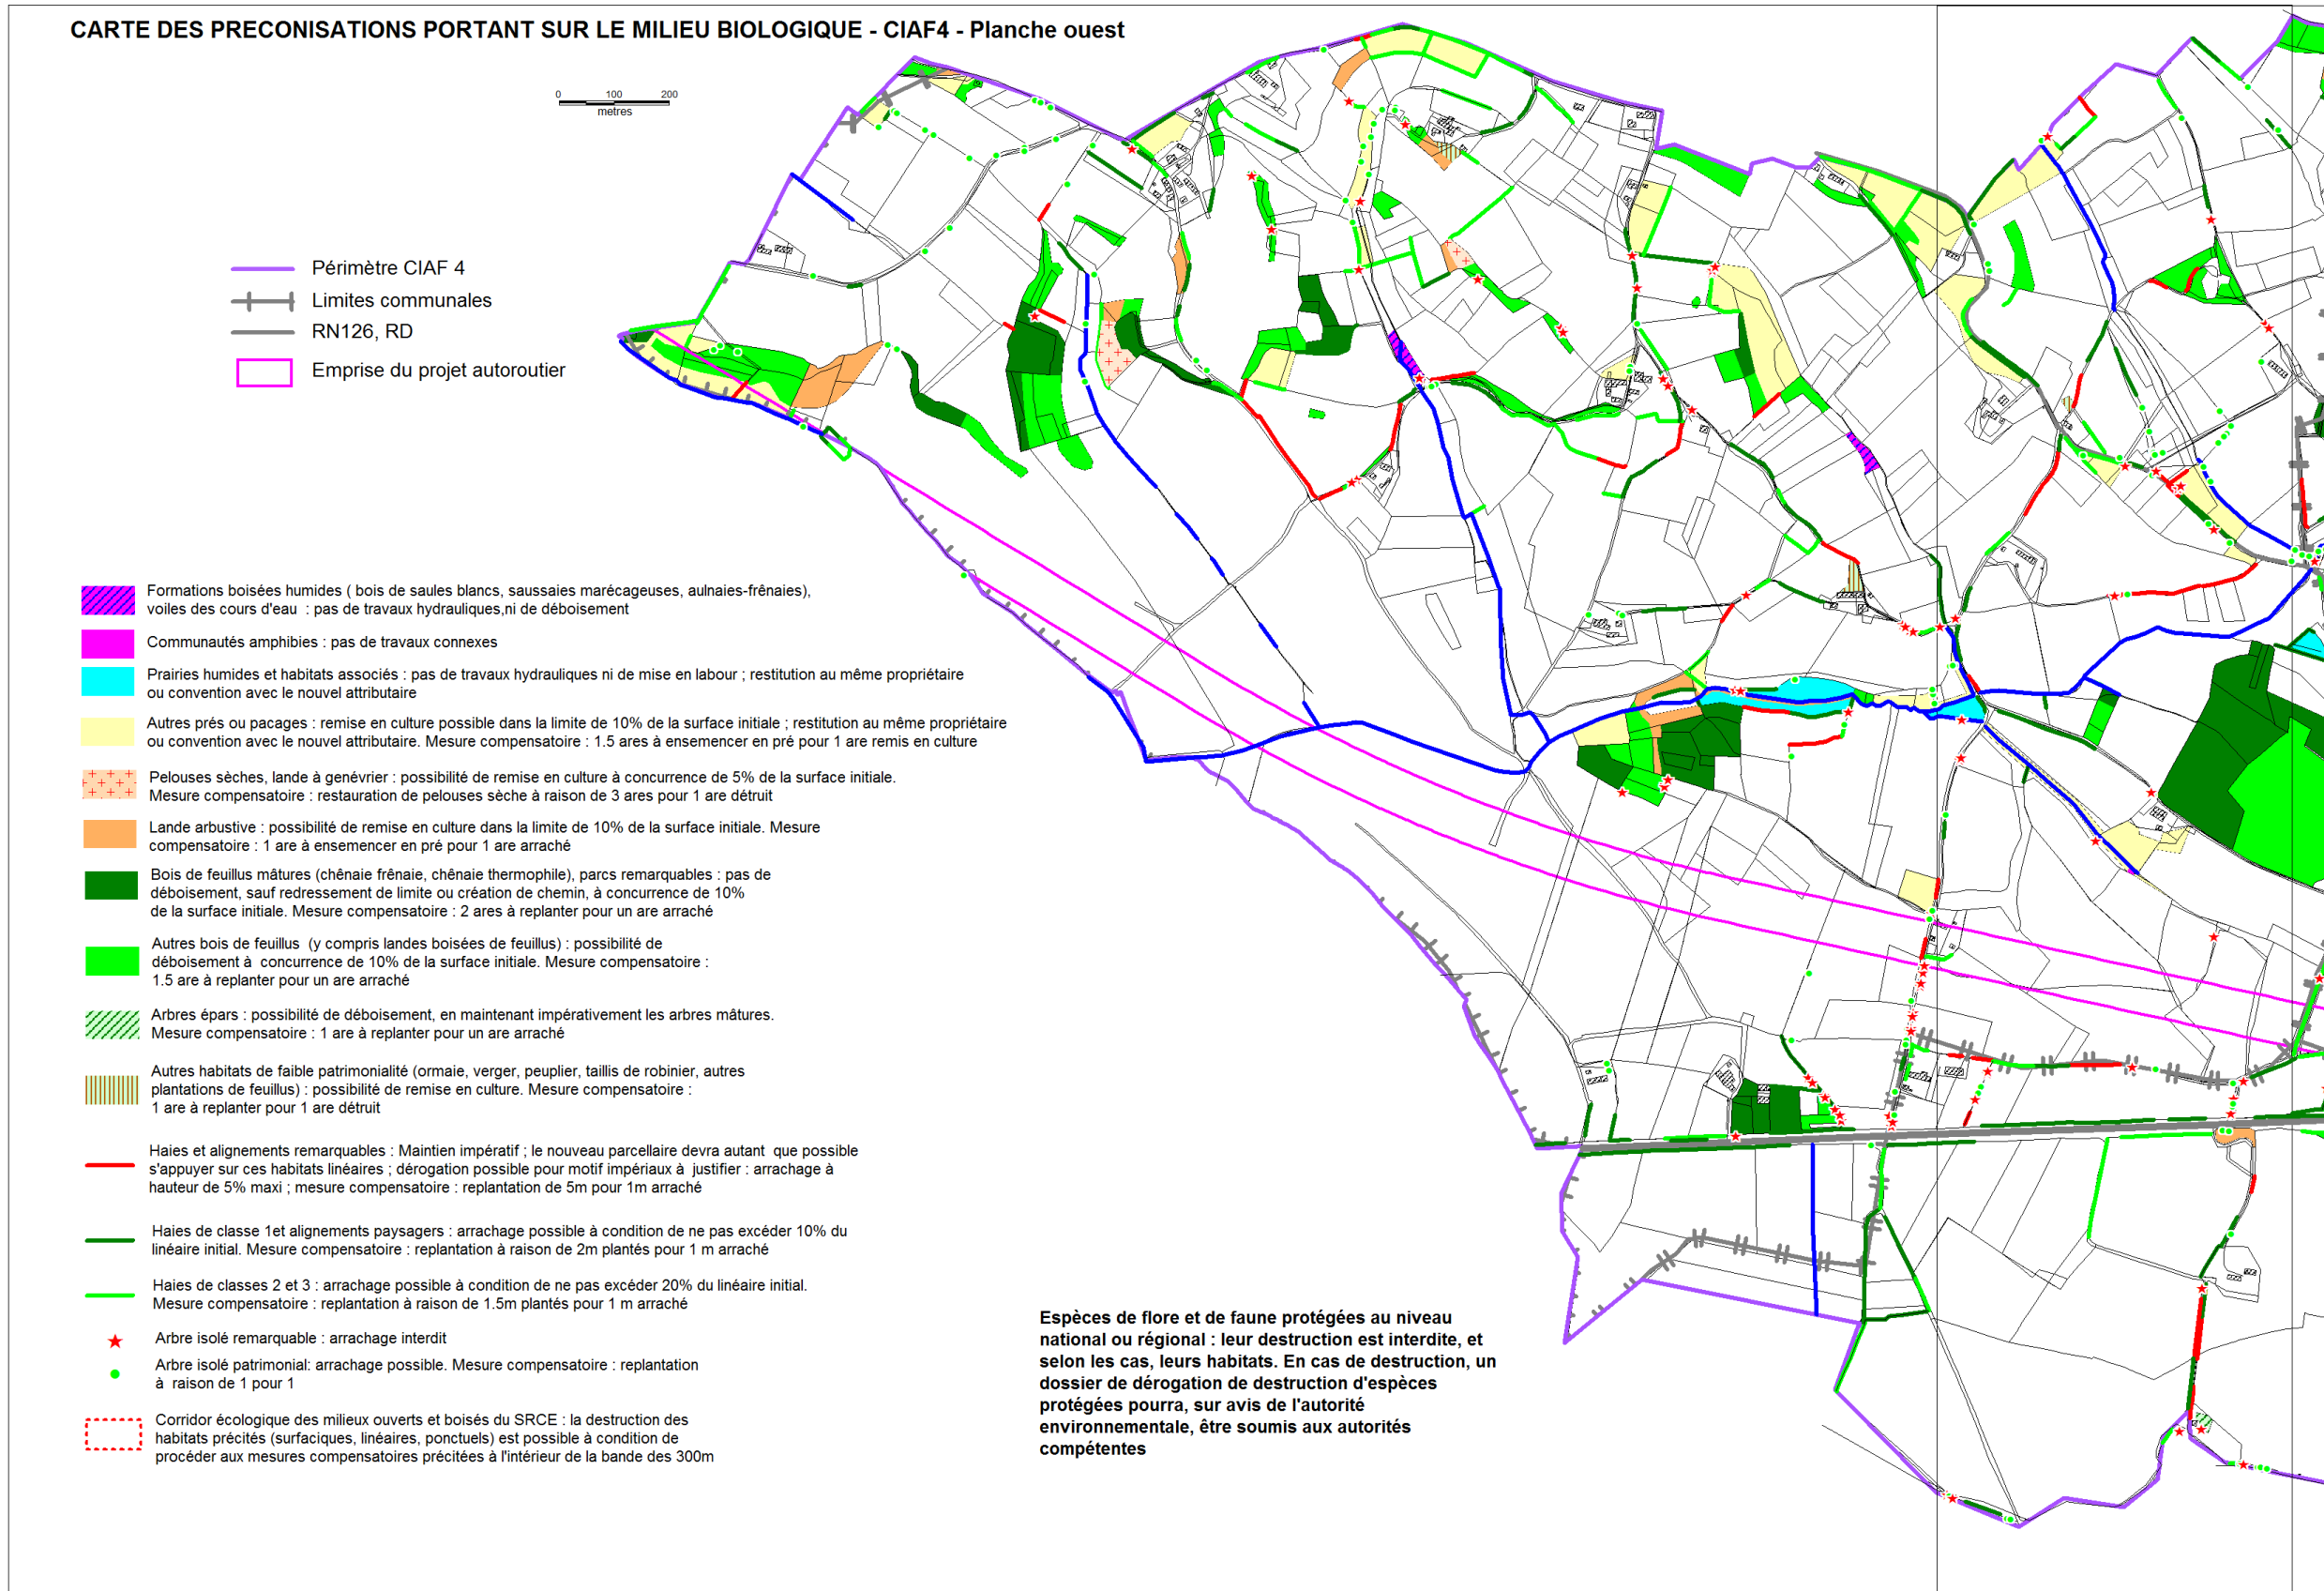 CARTE DES PRECONISATIONS PORTANT SUR LE MILIEU BIOLOGIQUE - CIAF4 - Planche ouest
0 100 200
metres
Périmètre CIAF 4
Limites communales
RN126, RD
Emprise du projet autoroutier
Formations boisées humides ( bois de saules blancs, saussaies marécageuses, aulnaies-frênaies),
voiles des cours d'eau : pas de travaux hydrauliques,ni de déboisement
Communautés amphibies : pas de travaux connexes
Prairies humides et habitats associés : pas de travaux hydrauliques ni de mise en labour ; restitution au même propriétaire
ou convention avec le nouvel attributaire
Autres prés ou pacages : remise en culture possible dans la limite de 10% de la surface initiale ; restitution au même propriétaire
ou convention avec le nouvel attributaire. Mesure compensatoire : 1.5 ares à ensemencer en pré pour 1 are remis en culture
Pelouses sèches, lande à genévrier : possibilité de remise en culture à concurrence de 5% de la surface initiale.
Mesure compensatoire : restauration de pelouses sèche à raison de 3 ares pour 1 are détruit
Lande arbustive : possibilité de remise en culture dans la limite de 10% de la surface initiale. Mesure
compensatoire : 1 are à ensemencer en pré pour 1 are arraché
Bois de feuillus mâtures (chênaie frênaie, chênaie thermophile), parcs remarquables : pas de
déboisement, sauf redressement de limite ou création de chemin, à concurrence de 10%
de la surface initiale. Mesure compensatoire : 2 ares à replanter pour un are arraché
Autres bois de feuillus (y compris landes boisées de feuillus) : possibilité de
déboisement à concurrence de 10% de la surface initiale. Mesure compensatoire :
1.5 are à replanter pour un are arraché
Arbres épars : possibilité de déboisement, en maintenant impérativement les arbres mâtures.
Mesure compensatoire : 1 are à replanter pour un are arraché
Autres habitats de faible patrimonialité (ormaie, verger, peuplier, taillis de robinier, autres
plantations de feuillus) : possibilité de remise en culture. Mesure compensatoire :
1 are à replanter pour 1 are détruit
Haies et alignements remarquables : Maintien impératif ; le nouveau parcellaire devra autant que possible
s'appuyer sur ces habitats linéaires ; dérogation possible pour motif impériaux à justifier : arrachage à
hauteur de 5% maxi ; mesure compensatoire : replantation de 5m pour 1m arraché
Haies de classe 1et alignements paysagers : arrachage possible à condition de ne pas excéder 10% du
linéaire initial. Mesure compensatoire : replantation à raison de 2m plantés pour 1 m arraché
Haies de classes 2 et 3 : arrachage possible à condition de ne pas excéder 20% du linéaire initial.
Mesure compensatoire : replantation à raison de 1.5m plantés pour 1 m arraché
Arbre isolé remarquable : arrachage interdit
Arbre isolé patrimonial: arrachage possible. Mesure compensatoire : replantation
à raison de 1 pour 1
Corridor écologique des milieux ouverts et boisés du SRCE : la destruction des
habitats précités (surfaciques, linéaires, ponctuels) est possible à condition de
procéder aux mesures compensatoires précitées à l'intérieur de la bande des 300m
Espèces de flore et de faune protégées au niveau
national ou régional : leur destruction est interdite, et
selon les cas, leurs habitats. En cas de destruction, un
dossier de dérogation de destruction d'espèces
protégées pourra, sur avis de l'autorité
environnementale, être soumis aux autorités
compétentes